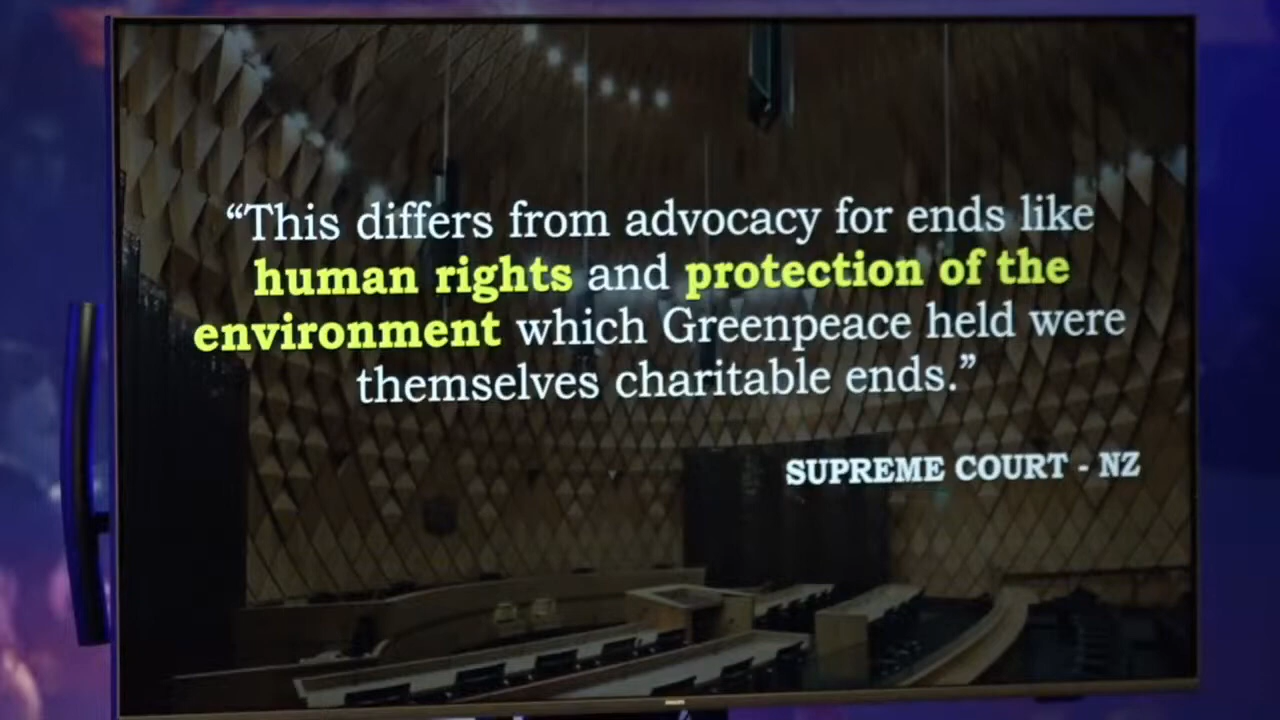 “This differs from advocacy for ends like
human rights and protection of the
environment which Greenpeace held were
themselves charitable ends.”
SUPREME COURT - NZ
PHILIPS